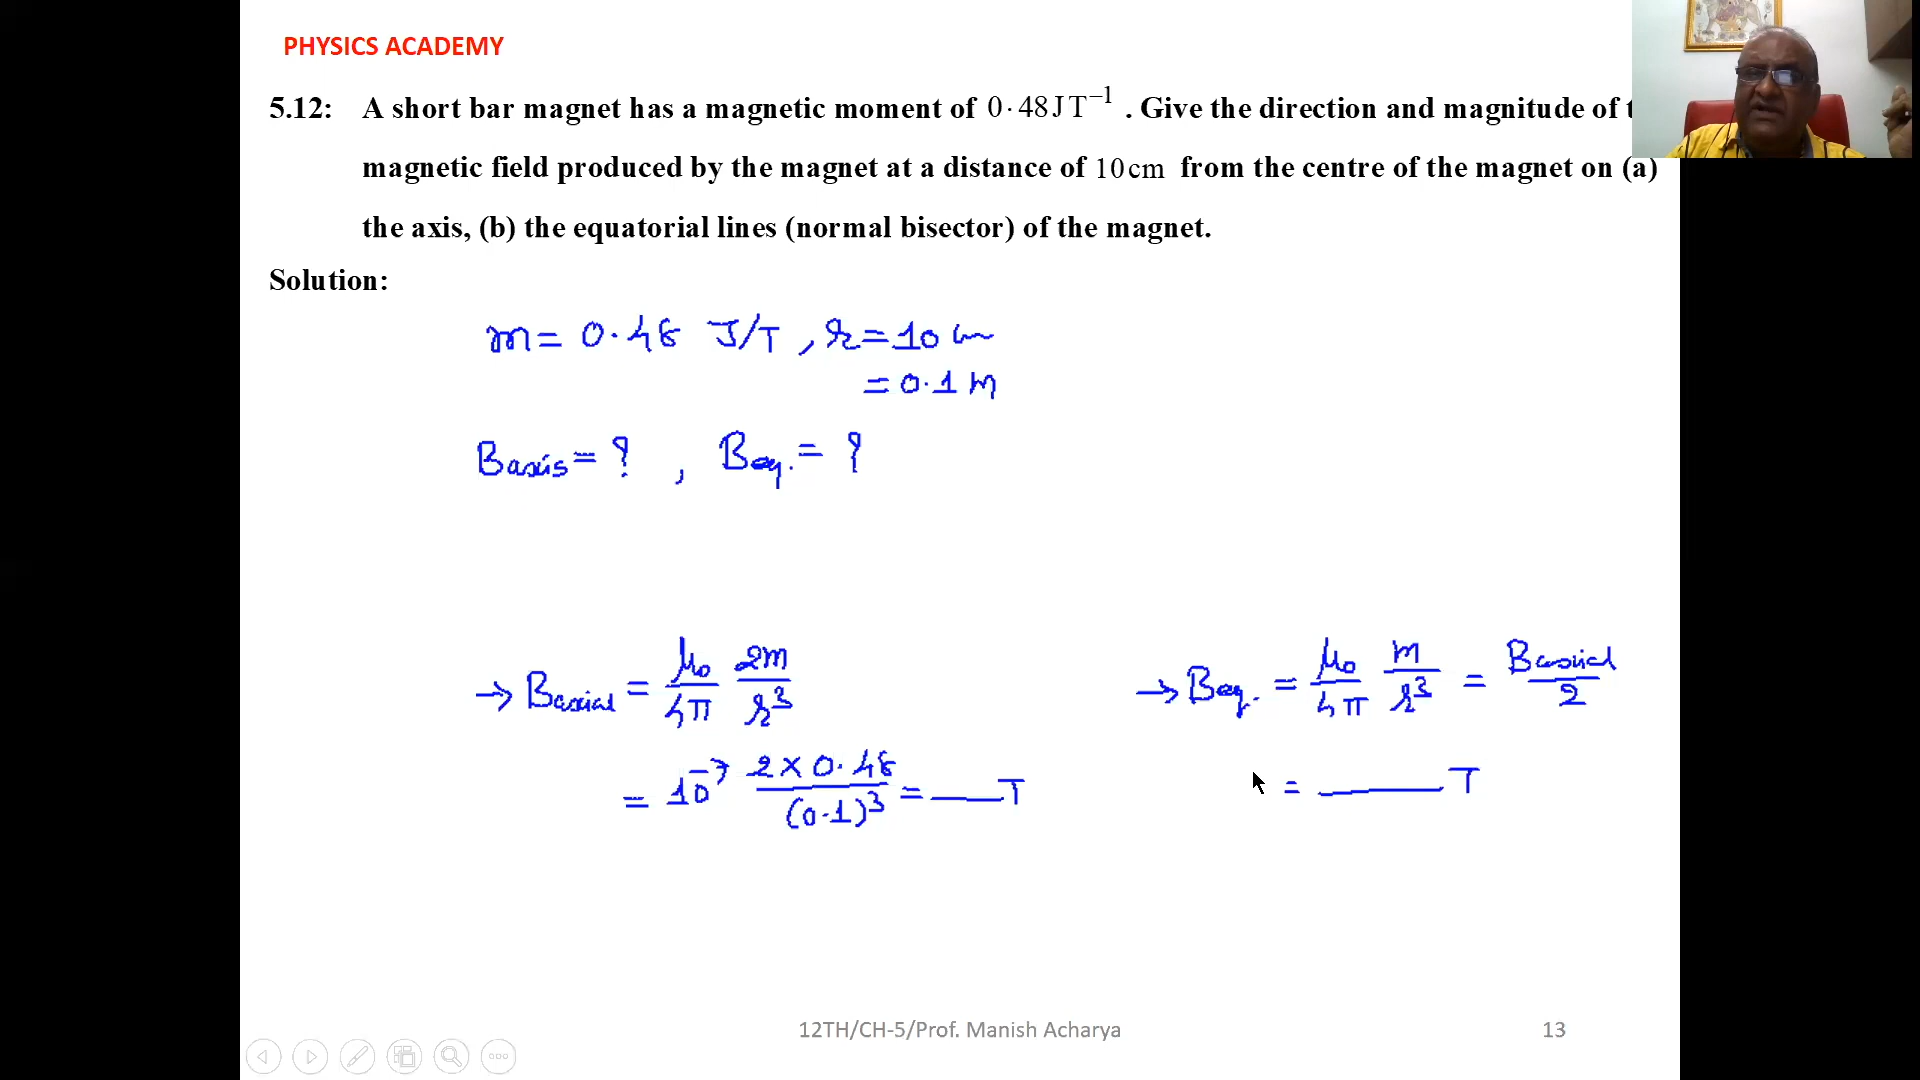 PHYSICS ACADEMY
5.12: A short bar magnet has a magnetic moment of 0·48 J T⁻¹ . Give the direction and magnitude of t
magnetic field produced by the magnet at a distance of 10 cm from the centre of the magnet on (a)
the axis, (b) the equatorial lines (normal bisector) of the magnet.
Solution:
m = 0.48 J/T , r = 10 cm
= 0.1 m
Baxis = ? , Beq. = ?
→ Baxial = μ₀/4π 2m/r³
= 10⁻⁷ 2 × 0.48/(0.1)³ = ___ T
→ Beq. = μ₀/4π m/r³ = Baxial/2
= ___ T
12TH/CH-5/Prof. Manish Acharya
13